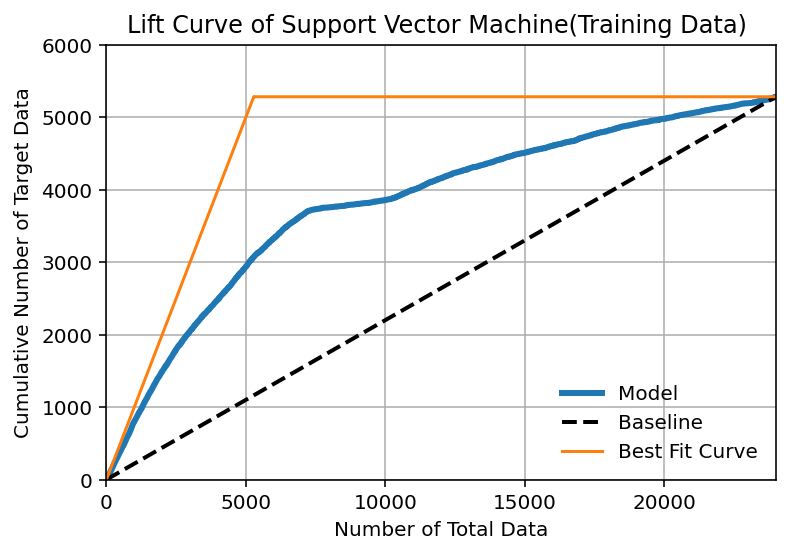 Lift Curve of Support Vector Machine(Training Data)
Cumulative Number of Target Data
6000
5000
4000
3000
2000
1000
0
Model
Baseline
Best Fit Curve
0 5000 10000 15000 20000
Number of Total Data